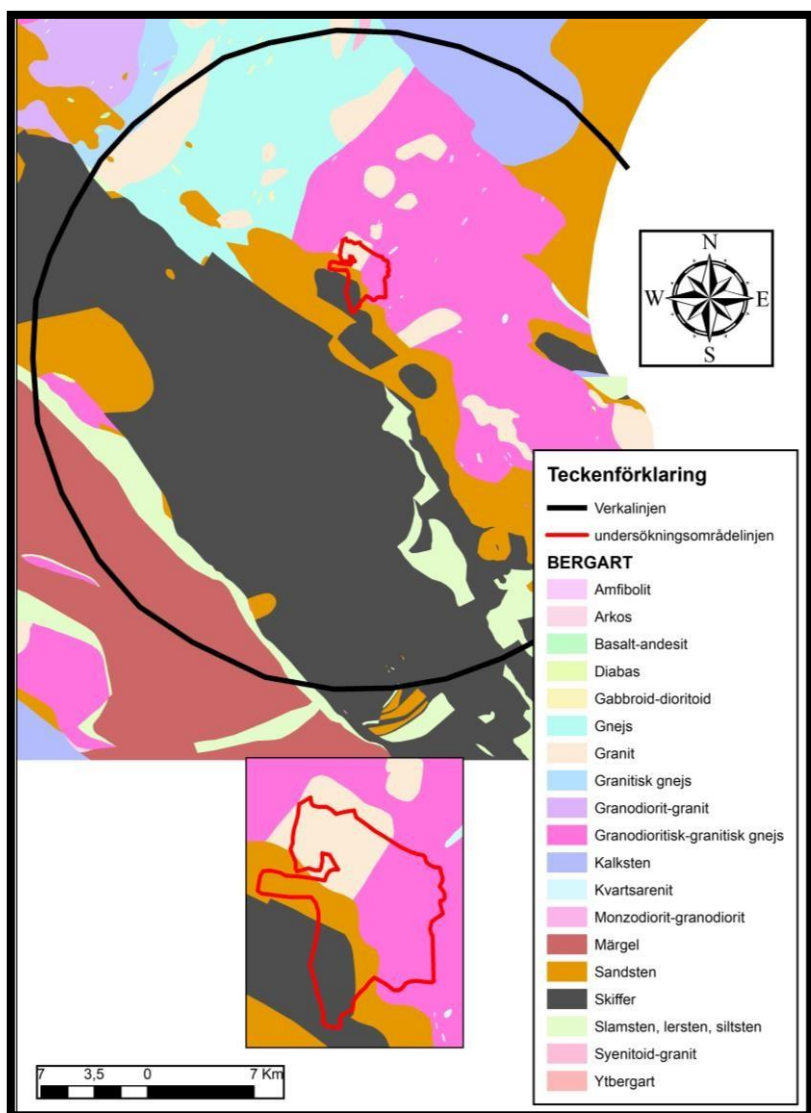 N
W E
S
Teckenförklaring
Verkalinjen
undersökningsområdelinjen
BERGART
Amfibolit
Arkos
Basalt-andesit
Diabas
Gabbroid-dioritoid
Gnejs
Granit
Granitisk gnejs
Granodiorit-granit
Granodioritisk-granitisk gnejs
Kalksten
Kvartsarenit
Monzodiorit-granodiorit
Märgel
Sandsten
Skiffer
Slamsten, lersten, siltsten
Syenitoid-granit
Ytbergart
7 3,5 0 7 Km